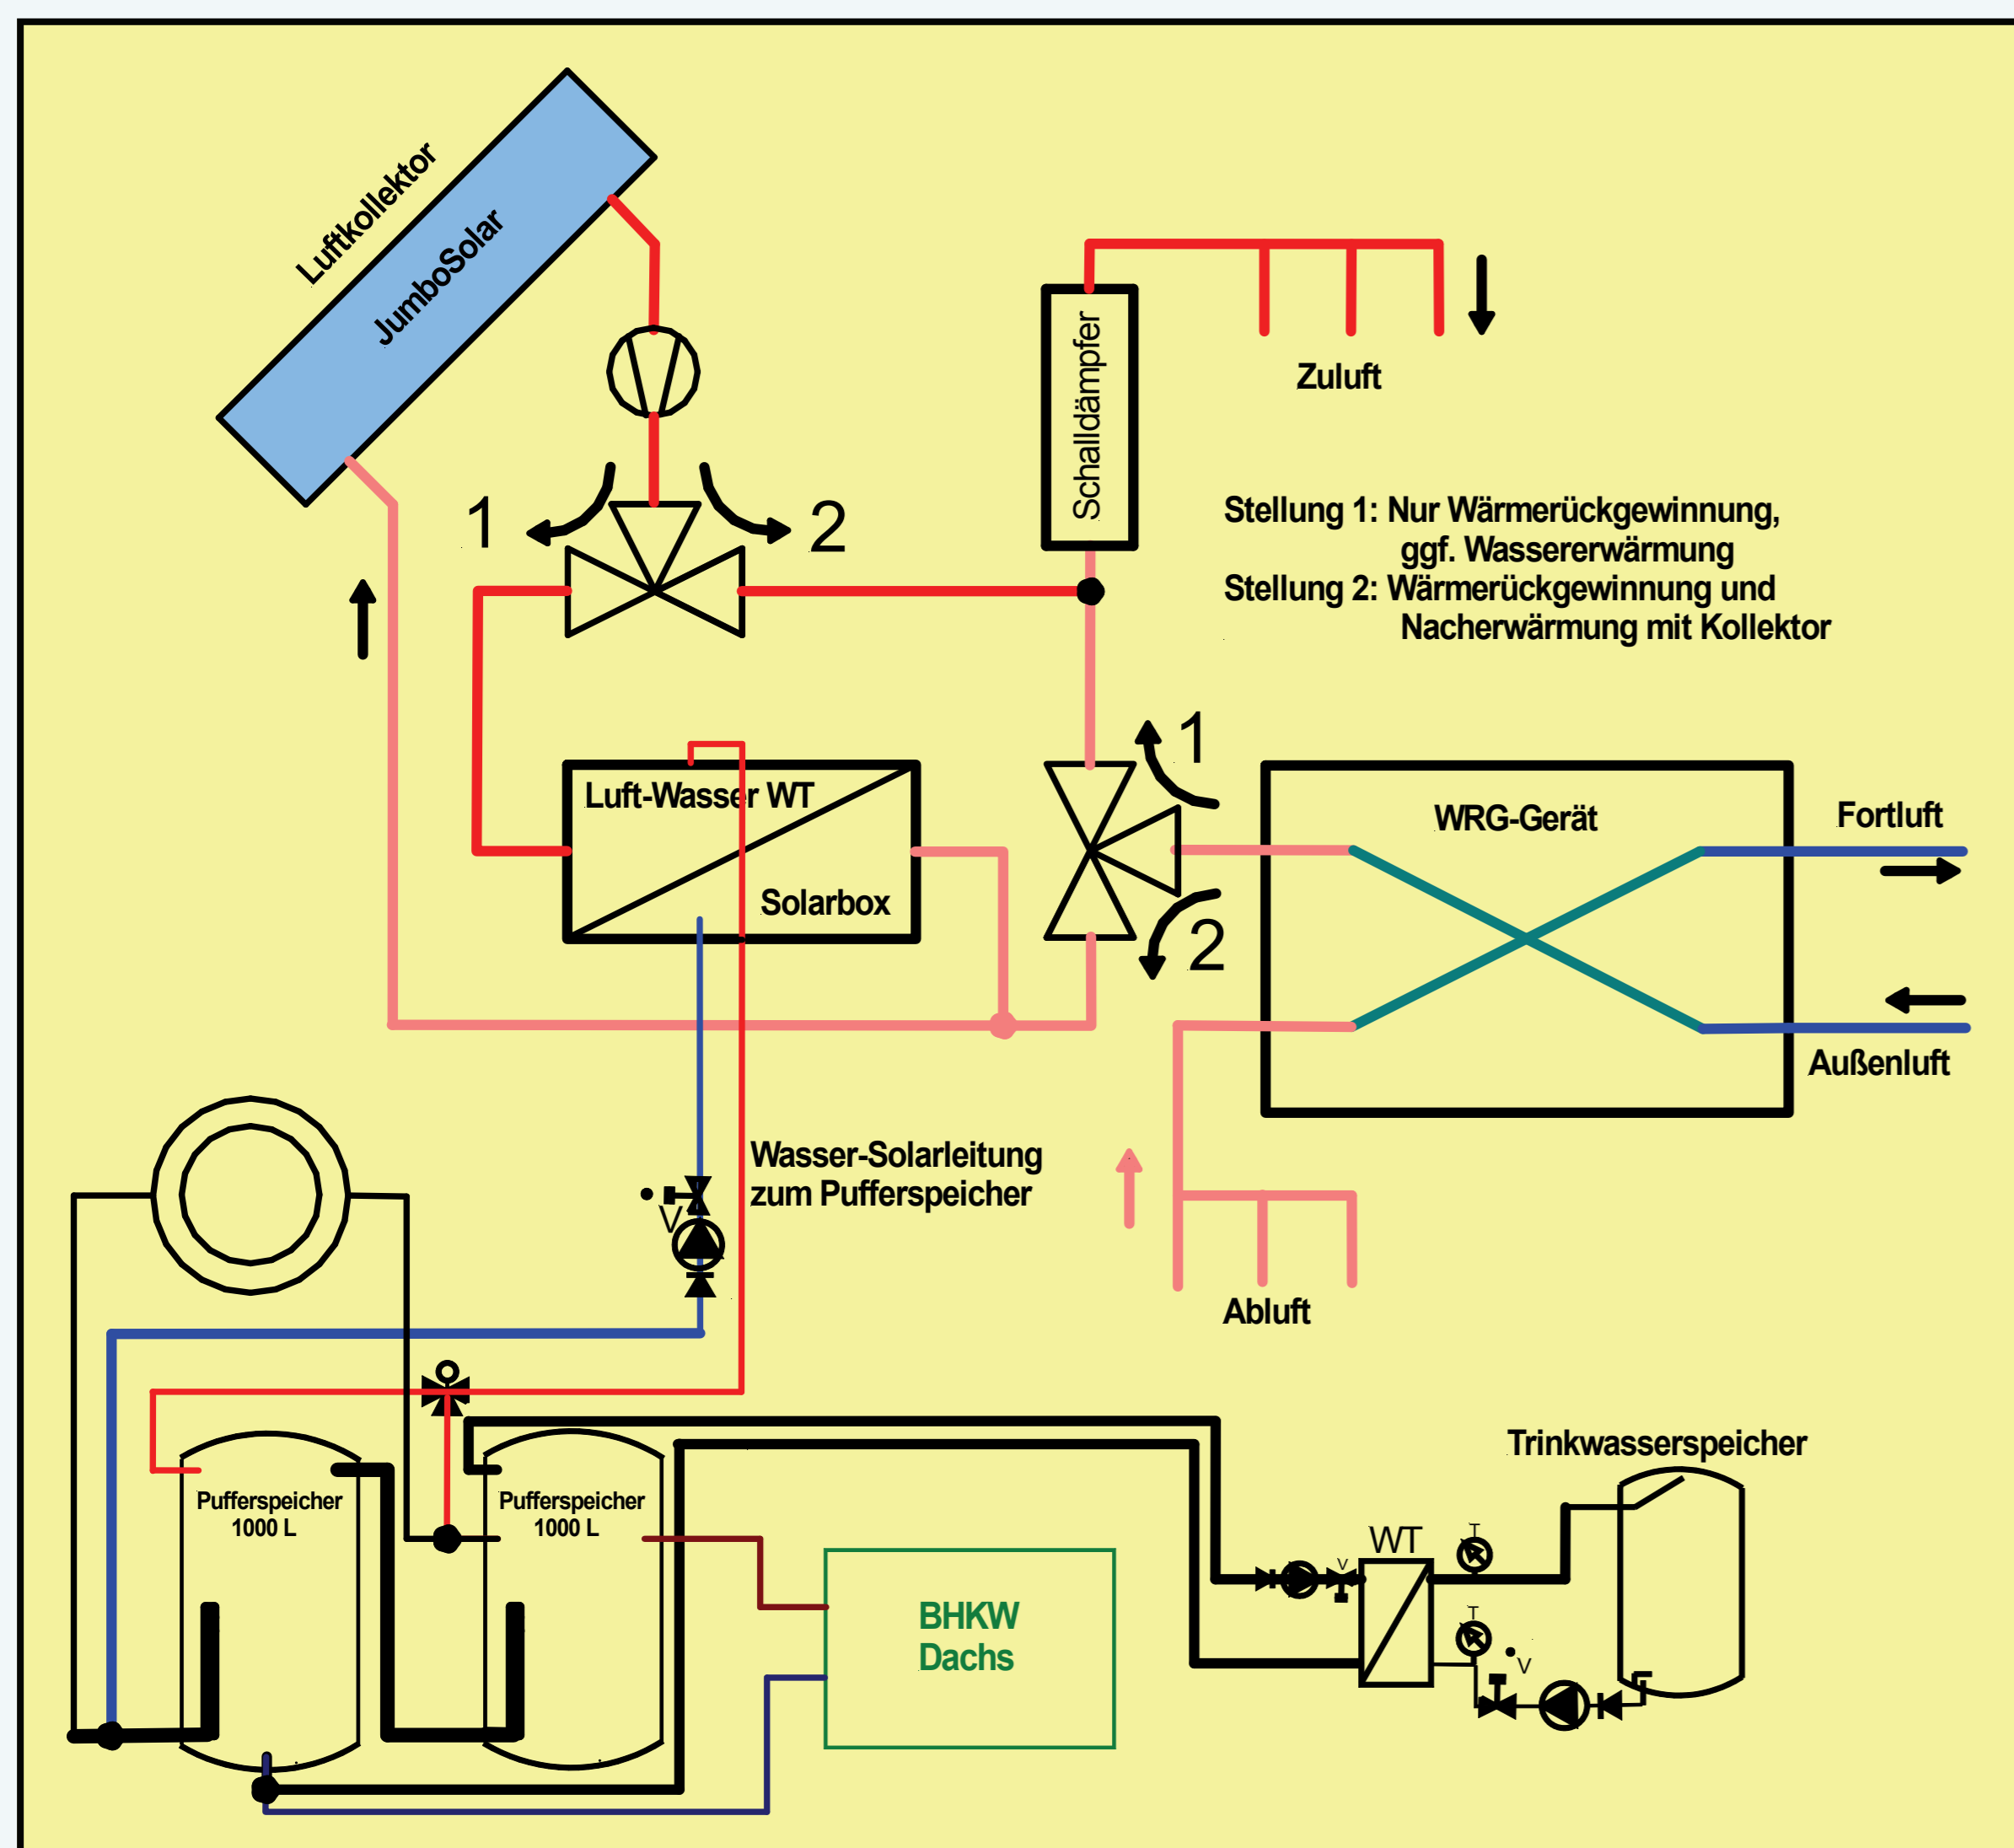 Luftkollektor
JumboSolar
Schalldämpfer
Zuluft
1
2
Stellung 1: Nur Wärmerückgewinnung,
ggf. Wassererwärmung
Stellung 2: Wärmerückgewinnung und
Nacherwärmung mit Kollektor
1
2
Luft-Wasser WT
Solarbox
WRG-Gerät
Fortluft
Außenluft
Wasser-Solarleitung
zum Pufferspeicher
V
Abluft
Pufferspeicher
1000 L
Pufferspeicher
1000 L
BHKW
Dachs
Trinkwasserspeicher
WT
T
V
T
V